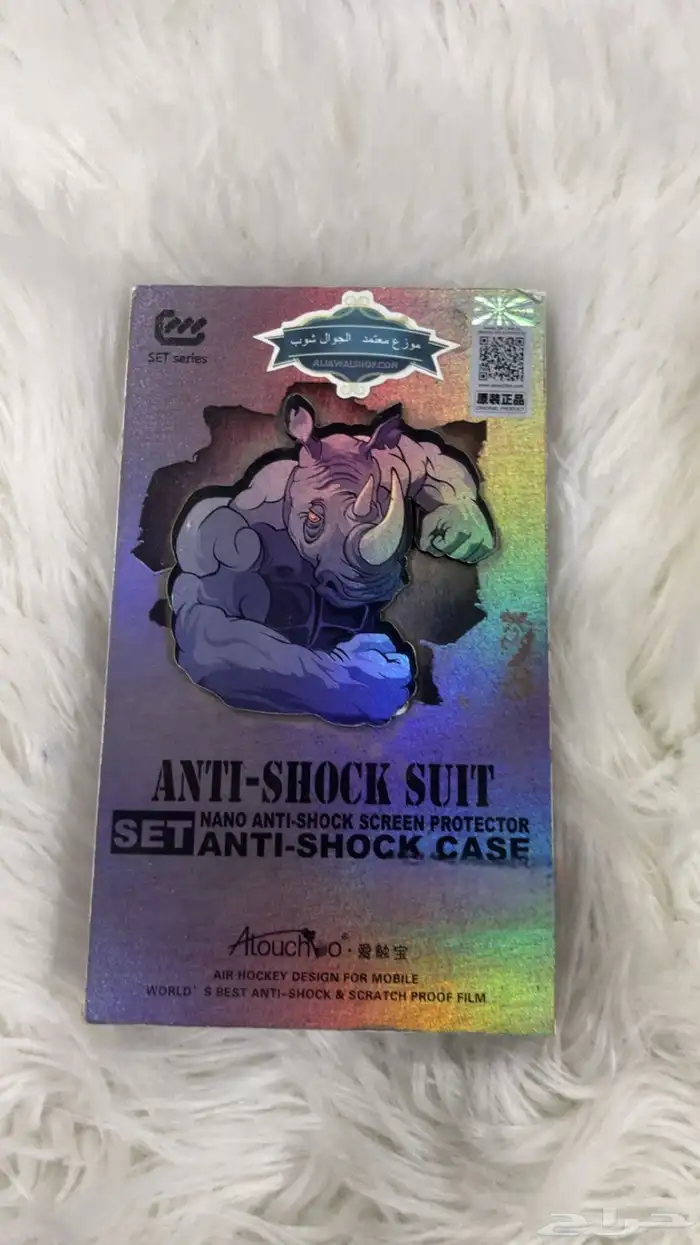 SET series
موزع معتمد الجوال شوب
ALJAWALSHOP.COM
原装正品
ORIGINAL PRODUCT
ANTI-SHOCK SUIT
SET
NANO ANTI-SHOCK SCREEN PROTECTOR
ANTI-SHOCK CASE
Atouchbo · 爱触宝
AIR HOCKEY DESIGN FOR MOBILE
WORLD'S BEST ANTI-SHOCK & SCRATCH PROOF FILM
حراج